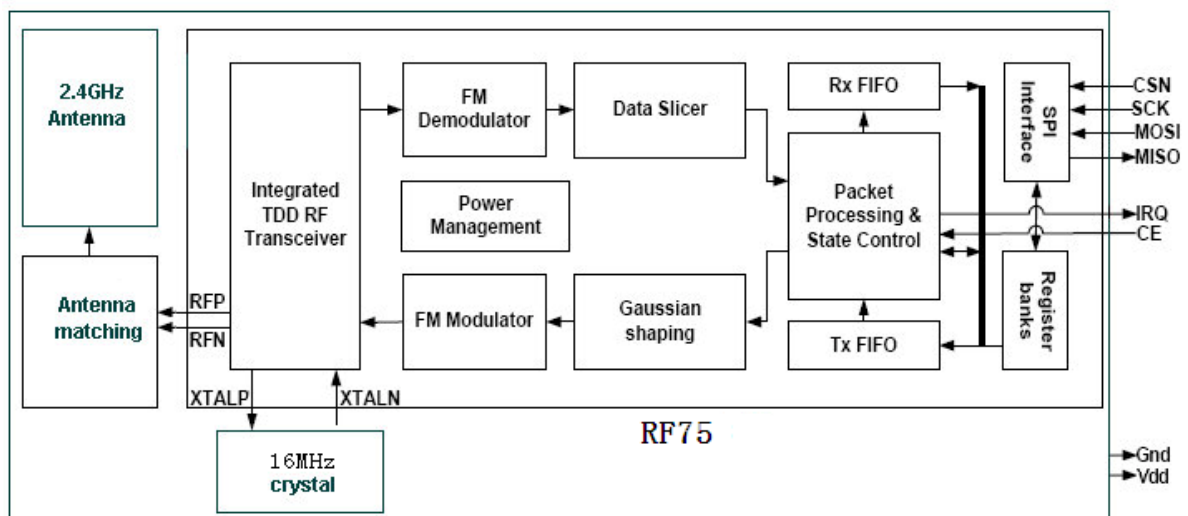 2.4GHz
Antenna
Antenna
matching
RFP
RFN
Integrated
TDD RF
Transceiver
XTALP
XTALN
16MHz
crystal
FM
Demodulator
Data Slicer
Power
Management
FM Modulator
Gaussian
shaping
Rx FIFO
Packet
Processing &
State Control
Tx FIFO
SPI
Interface
Register
banks
CSN
SCK
MOSI
MISO
IRQ
CE
RF75
Gnd
Vdd